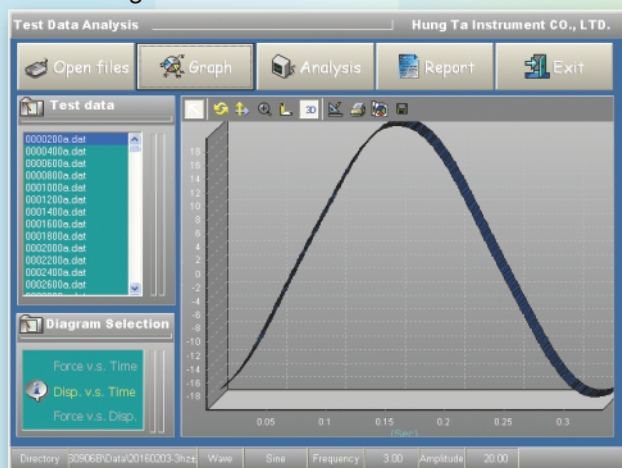 Test Data Analysis Hung Ta Instrument CO., LTD.
Open files Graph Analysis Report Exit
Test data
0000200a.dat
0000400a.dat
0000600a.dat
0000800a.dat
0001000a.dat
0001200a.dat
0001400a.dat
0001600a.dat
0001800a.dat
0002000a.dat
0002200a.dat
0002400a.dat
0002600a.dat
Diagram Selection
Force v.s. Time
Disp. v.s. Time
Force v.s. Disp.
3D
18
16
14
12
10
8
6
4
2
0
-2
-4
-6
-8
-10
-12
-14
-16
-18
0.05 0.1 0.15 0.2 0.25 0.3
(Sec)
Directory S0906B\Data\20160203-3hz± Wave Sine Frequency 3.00 Amplitude 20.00